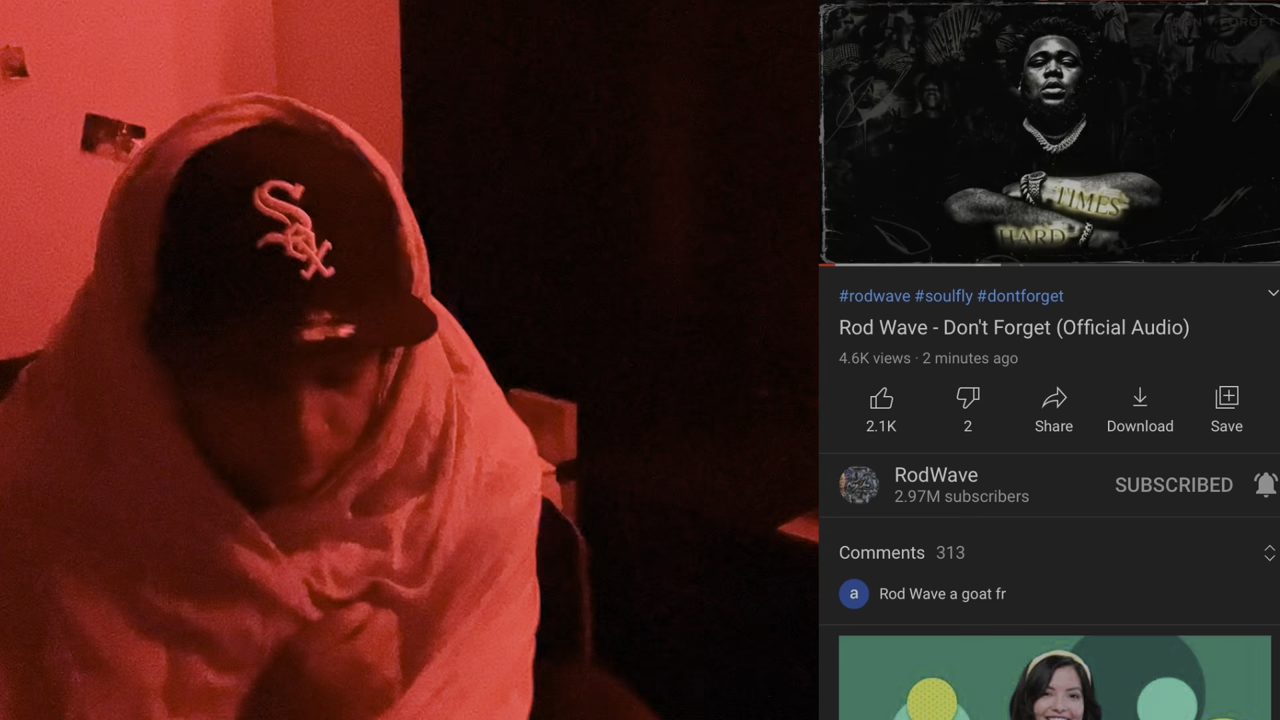 Sox
TIMES
HARD
#rodwave #soulfly #dontforget
Rod Wave - Don't Forget (Official Audio)
4.6K views · 2 minutes ago
2.1K
2
Share
Download
Save
RodWave
2.97M subscribers
SUBSCRIBED
Comments 313
a
Rod Wave a goat fr